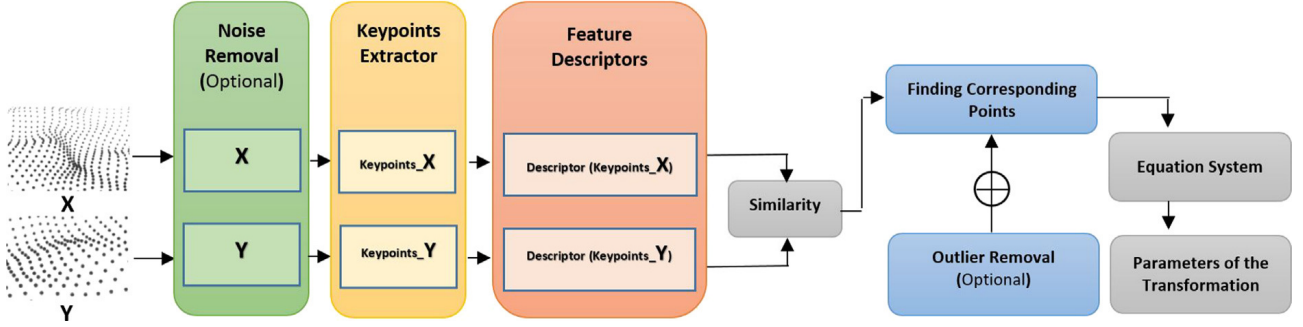 Noise
Removal
(Optional)
Keypoints
Extractor
Feature
Descriptors
X
Y
X
Y
Keypoints_X
Keypoints_Y
Descriptor (Keypoints_X)
Descriptor (Keypoints_Y)
Similarity
Finding Corresponding
Points
Outlier Removal
(Optional)
Equation System
Parameters of the
Transformation